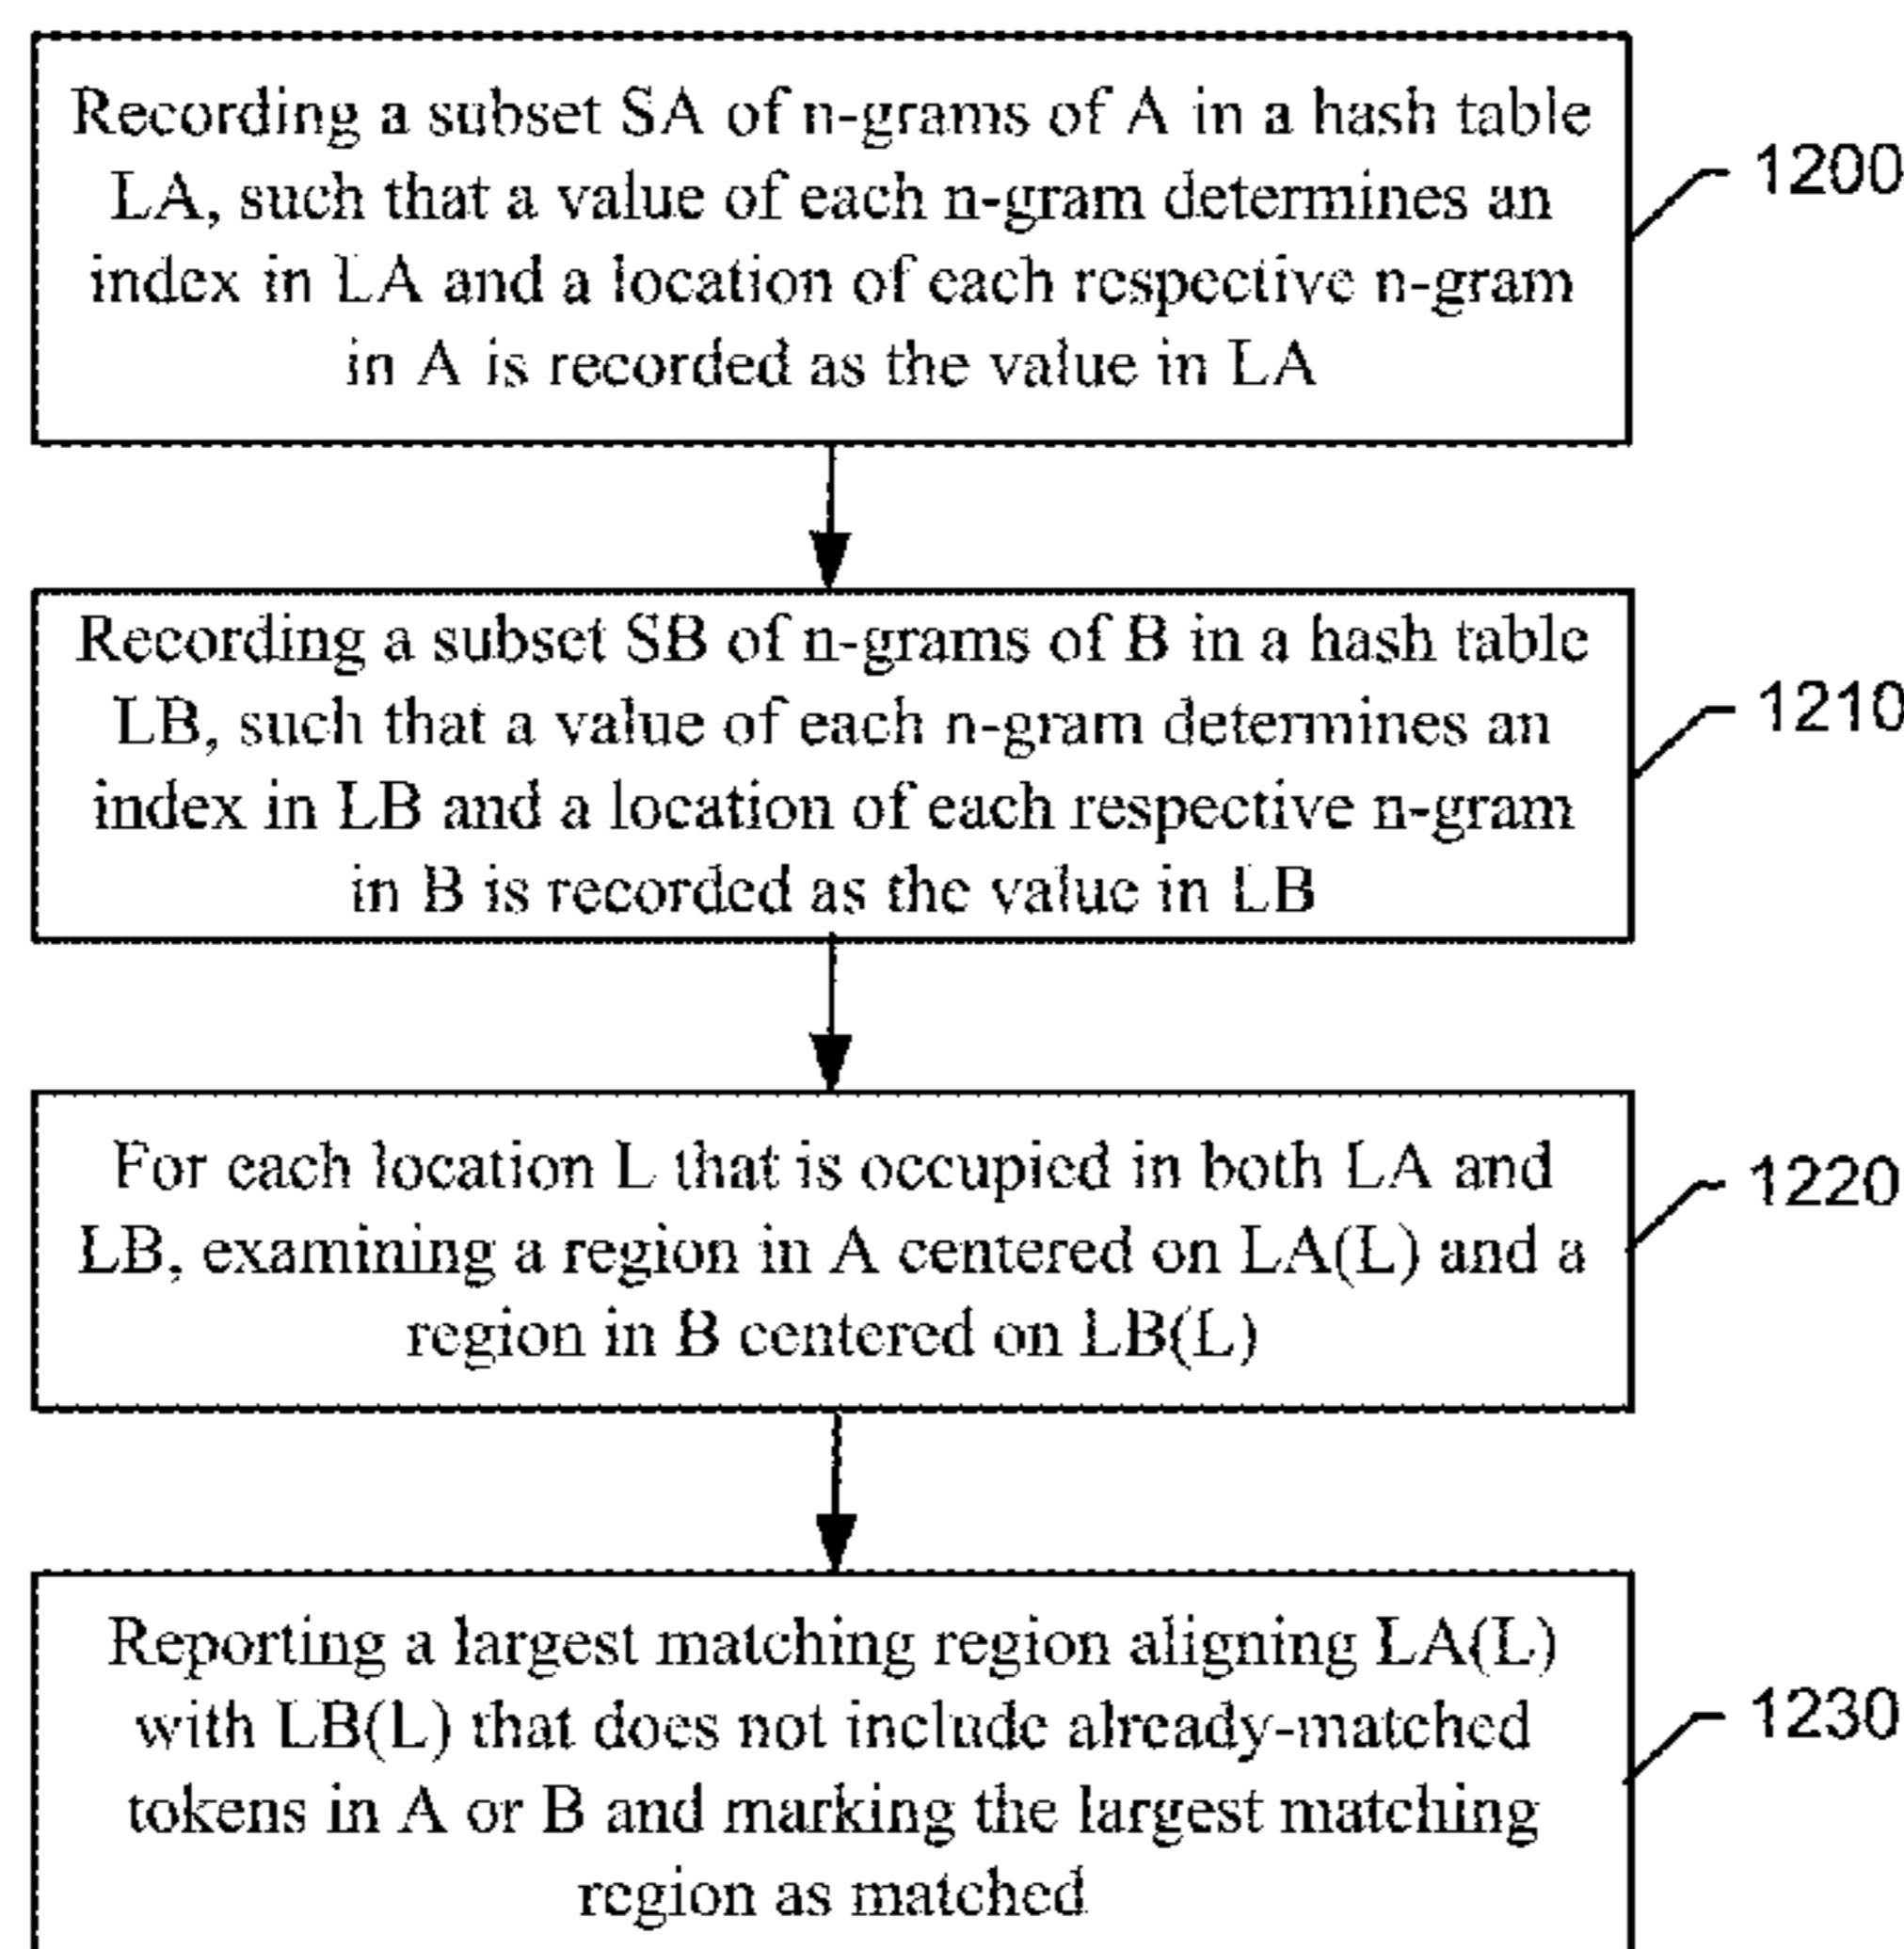 Recording a subset SA of n-grams of A in a hash table
LA, such that a value of each n-gram determines an
index in LA and a location of each respective n-gram
in A is recorded as the value in LA
1200
Recording a subset SB of n-grams of B in a hash table
LB, such that a value of each n-gram determines an
index in LB and a location of each respective n-gram
in B is recorded as the value in LB
1210
For each location L that is occupied in both LA and
LB, examining a region in A centered on LA(L) and a
region in B centered on LB(L)
1220
Reporting a largest matching region aligning LA(L)
with LB(L) that does not include already-matched
tokens in A or B and marking the largest matching
region as matched
1230